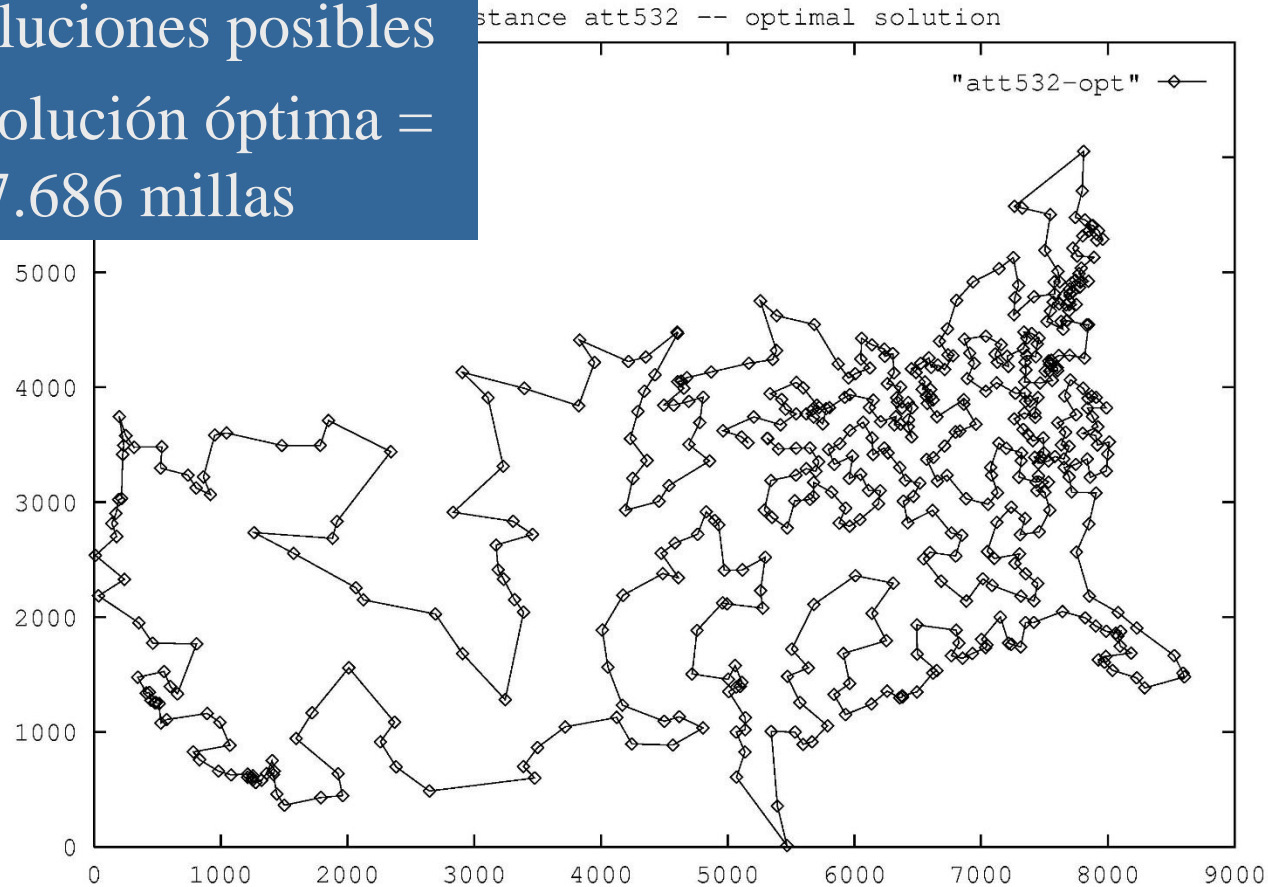 luciones posibles
olución óptima =
7.686 millas
stance att532 -- optimal solution
"att532-opt"
5000
4000
3000
2000
1000
0
0 1000 2000 3000 4000 5000 6000 7000 8000 9000